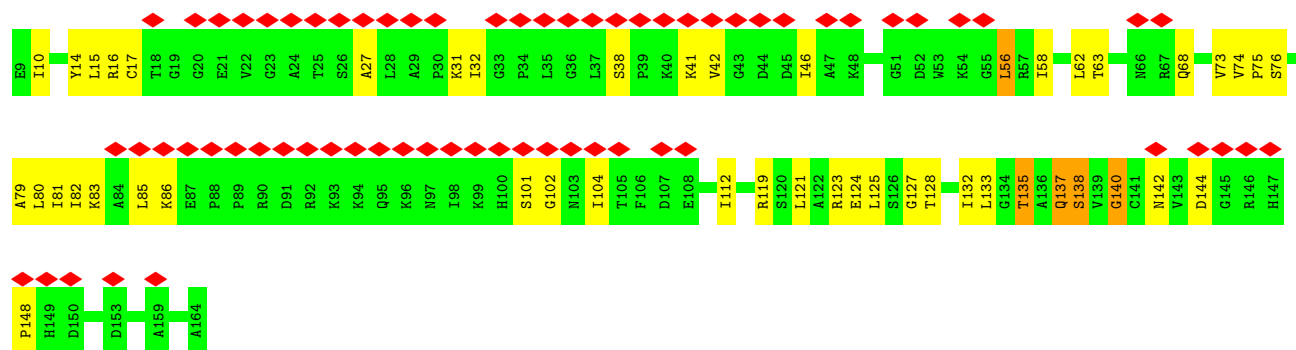 E9 I10 Y14 L15 R16 C17 T18 G19 G20 E21 V22 G23 A24 T25 S26 A27 L28 A29 P30 K31 I32 G33 P34 L35 G36 L37 S38 P39 K40 K41 V42 G43 D44 D45 I46 A47 K48 G51 D52 W53 K54 G55 L56 R57 I58 L62 T63 N66 R67 Q68 V73 V74 P75 S76
A79 L80 I81 I82 K83 A84 L85 K86 E87 P88 P89 R90 D91 R92 K93 K94 Q95 K96 N97 I98 K99 H100 S101 G102 N103 I104 T105 F106 D107 E108 I112 R119 S120 L121 A122 R123 E124 L125 S126 G127 T128 I132 L133 G134 T135 A136 Q137 S138 V139 G140 C141 N142 V143 D144 G145 R146 H147
P148 H149 D150 D153 A159 A164